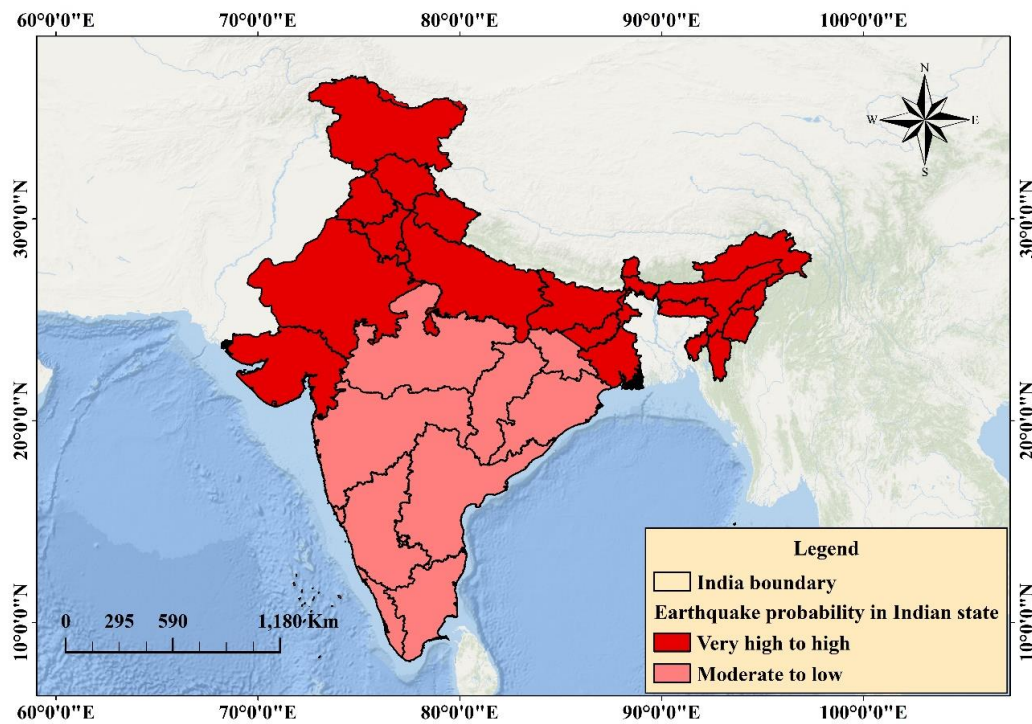 60°0'0"E 70°0'0"E 80°0'0"E 90°0'0"E 100°0'0"E
N
W E
S
30°0'0"N 30°0'0"N
20°0'0"N 20°0'0"N
10°0'0"N 10°0'0"N
0 295 590 1,180 Km
Legend
India boundary
Earthquake probability in Indian state
Very high to high
Moderate to low
60°0'0"E 70°0'0"E 80°0'0"E 90°0'0"E 100°0'0"E